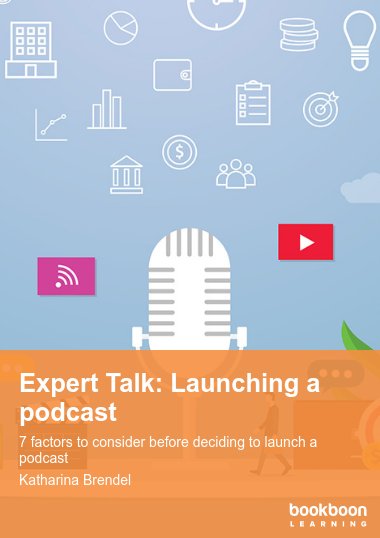 Expert Talk: Launching a
podcast
7 factors to consider before deciding to launch a
podcast
Katharina Brendel
bookboon
LEARNING